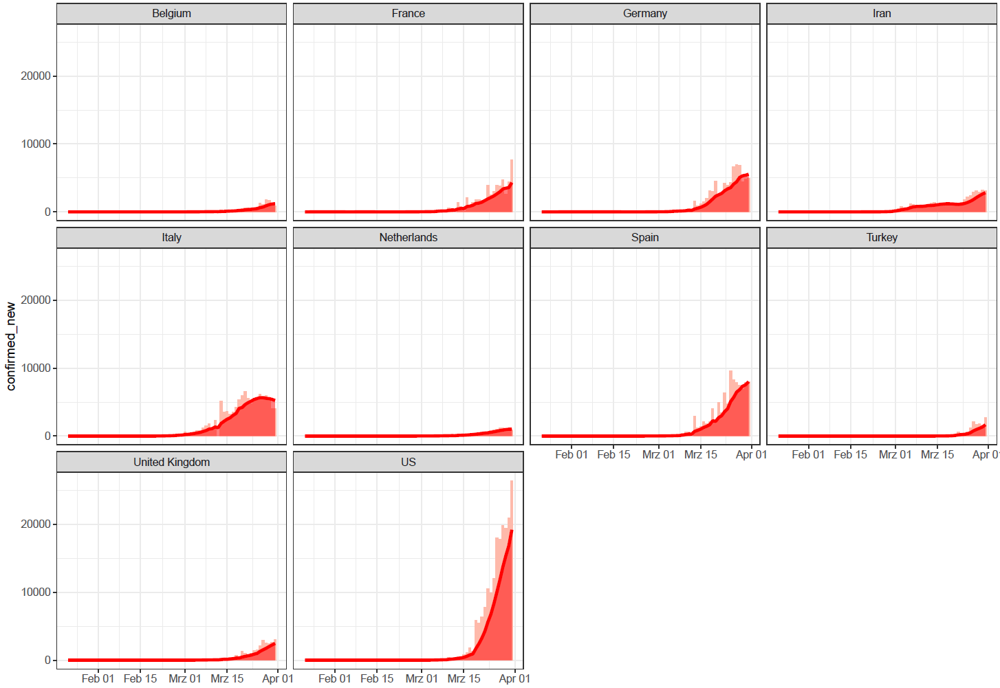 Belgium France Germany Iran
20000
10000
0
Italy Netherlands Spain Turkey
20000
10000
0
confirmed_new
Feb 01 Feb 15 Mrz 01 Mrz 15 Apr 01 Feb 01 Feb 15 Mrz 01 Mrz 15 Apr 0
United Kingdom US
20000
10000
0
Feb 01 Feb 15 Mrz 01 Mrz 15 Apr 01 Feb 01 Feb 15 Mrz 01 Mrz 15 Apr 01